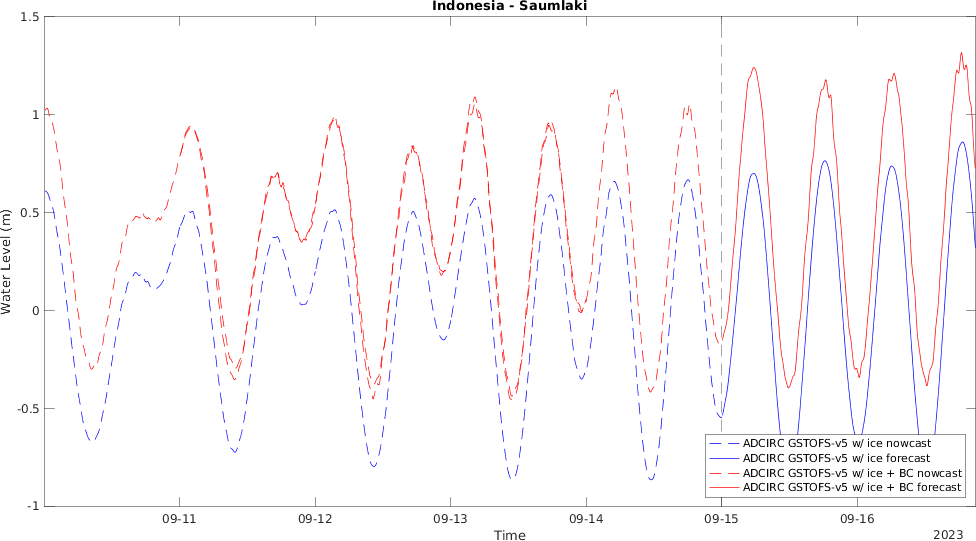 Indonesia - Saumlaki
1.5
1
0.5
0
-0.5
-1
Water Level (m)
09-11
09-12
09-13
09-14
09-15
09-16
Time
2023
ADCIRC GSTOFS-v5 w/ ice nowcast
ADCIRC GSTOFS-v5 w/ ice forecast
ADCIRC GSTOFS-v5 w/ ice + BC nowcast
ADCIRC GSTOFS-v5 w/ ice + BC forecast